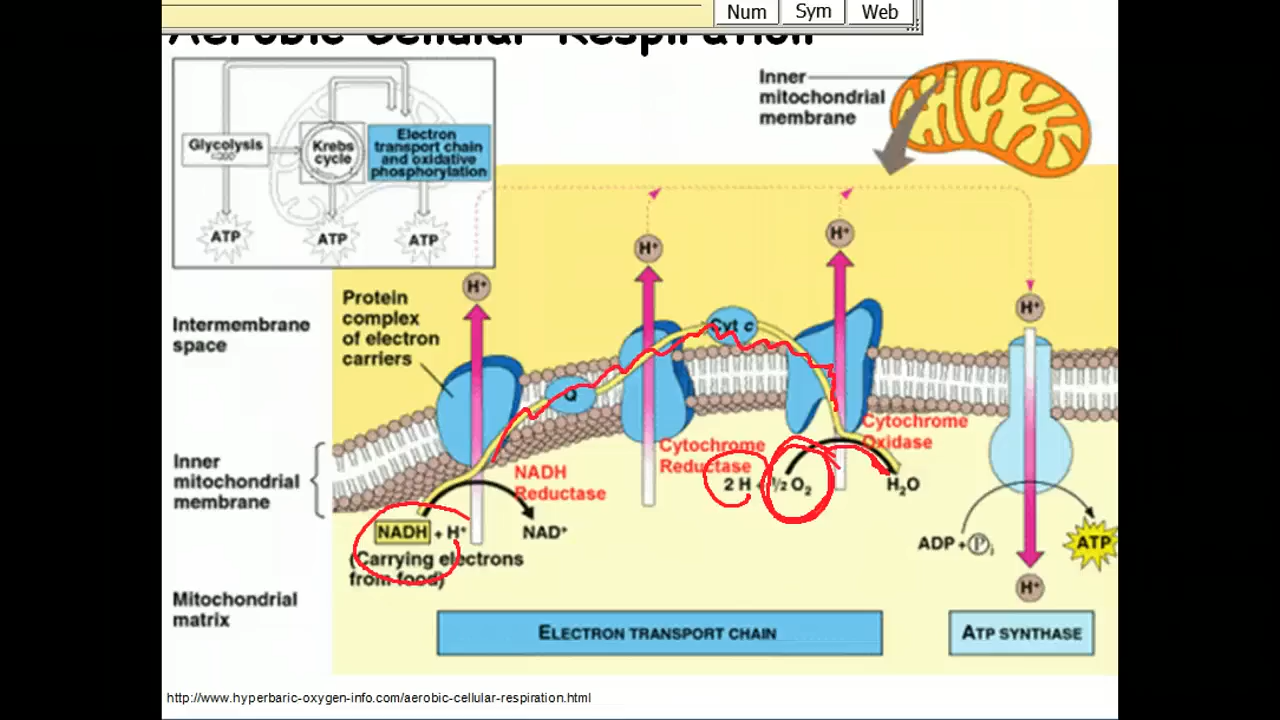 Num Sym Web
Aerobic Cellular Respiration
Inner
mitochondrial
membrane
Glycolysis
Krebs
cycle
Electron
transport chain
and oxidative
phosphorylation
ATP
ATP
ATP
H+
H+
H+
H+
Protein
complex
of electron
carriers
Intermembrane
space
Cyt c
Q
Inner
mitochondrial
membrane
NADH
Reductase
Cytochrome
Reductase
Cytochrome
Oxidase
2 H + ½ O₂
H₂O
NADH + H+
NAD+
(Carrying electrons
from food)
ADP + P i
ATP
H+
Mitochondrial
matrix
ELECTRON TRANSPORT CHAIN
ATP SYNTHASE
http://www.hyperbaric-oxygen-info.com/aerobic-cellular-respiration.html